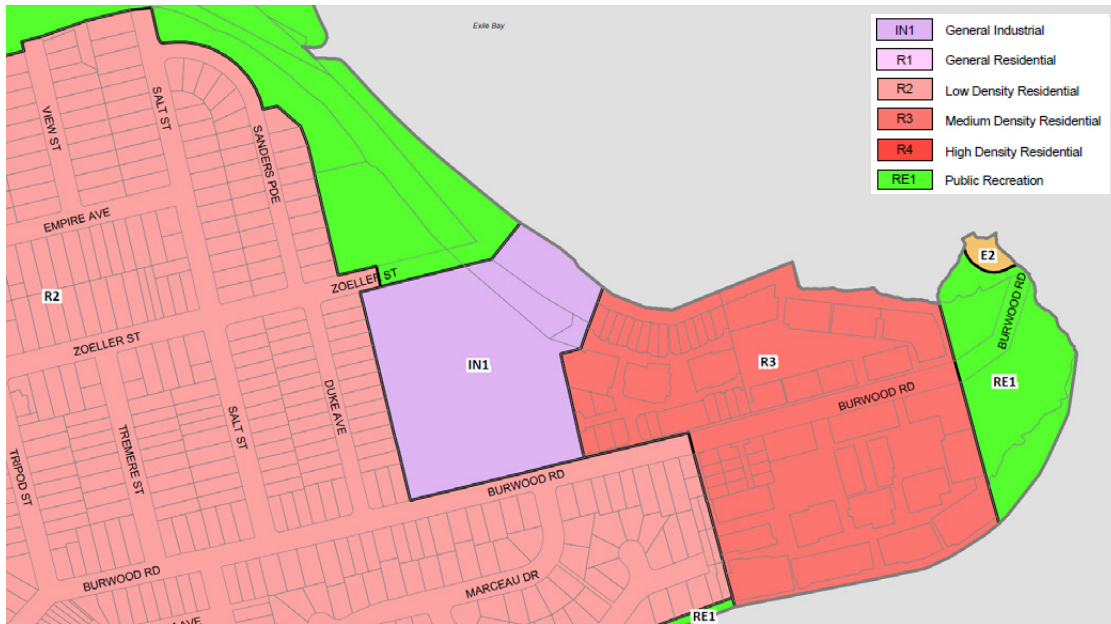 Exile Bay
IN1 General Industrial
R1 General Residential
R2 Low Density Residential
R3 Medium Density Residential
R4 High Density Residential
RE1 Public Recreation
VIEW ST
SALT ST
SANDERS PDE
EMPIRE AVE
E2
ZOELLER ST
BURWOOD RD
R2
ZOELLER ST
IN1
R3
RE1
DUKE AVE
BURWOOD RD
SALT ST
TREMERE ST
TRIPOD ST
BURWOOD RD
BURWOOD RD
MARCEAU DR
AVE
RE1